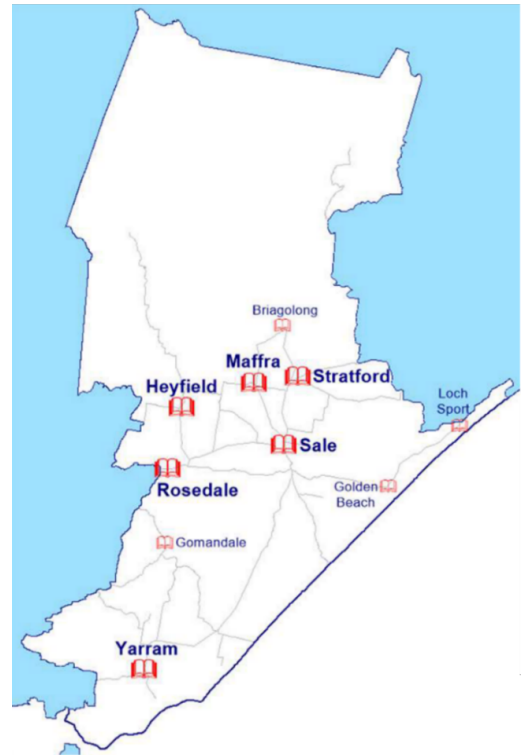 Briagolong
Maffra
Stratford
Heyfield
Loch
Sport
Sale
Rosedale
Golden
Beach
Gomandale
Yarram